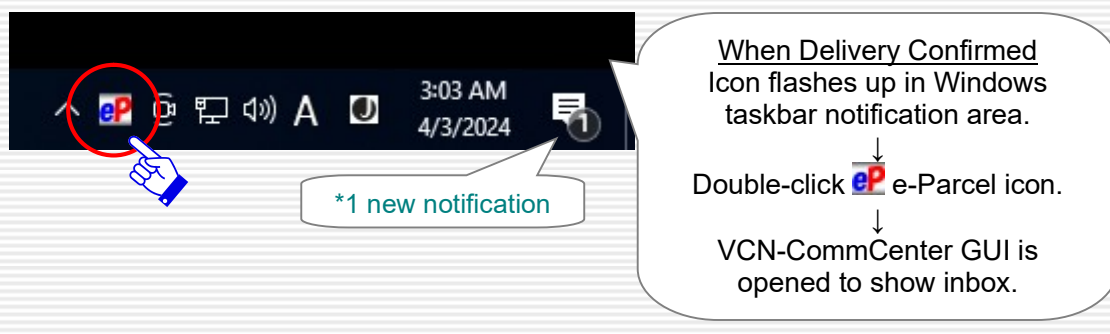 eP
A
J
3:03 AM
4/3/2024
1
*1 new notification
When Delivery Confirmed
Icon flashes up in Windows
taskbar notification area.
↓
Double-click eP e-Parcel icon.
↓
VCN-CommCenter GUI is
opened to show inbox.